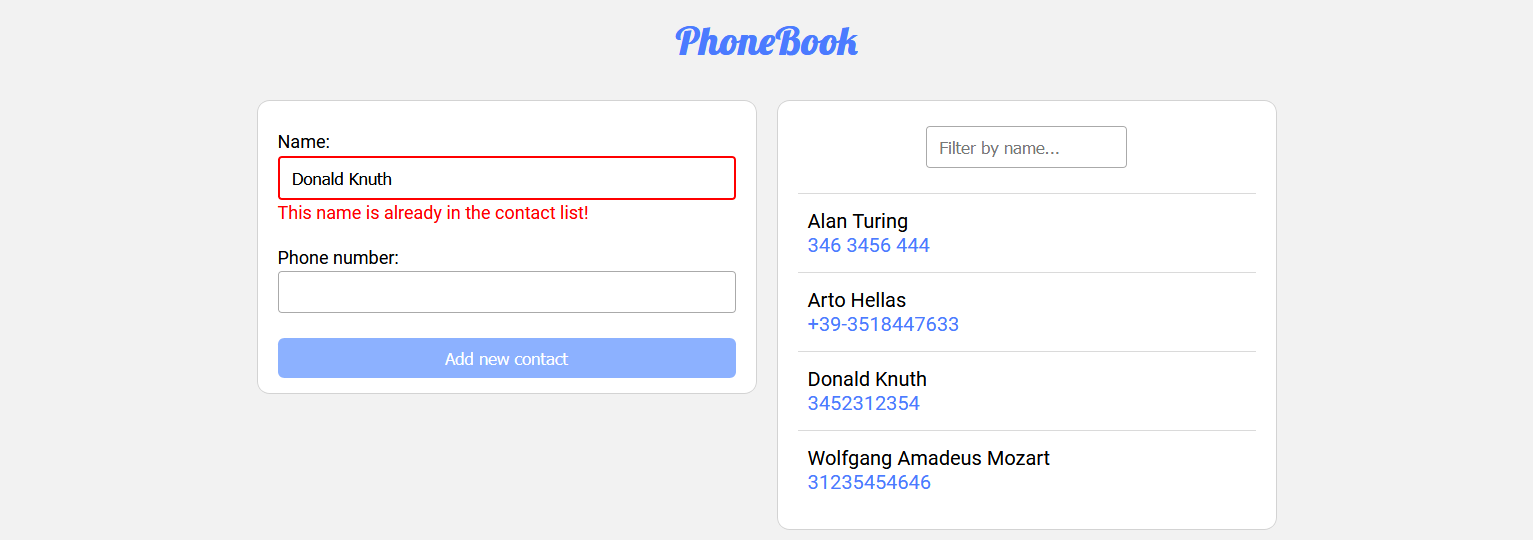 PhoneBook
Name:
Donald Knuth
This name is already in the contact list!
Phone number:
Add new contact
Filter by name...
Alan Turing
346 3456 444
Arto Hellas
+39-3518447633
Donald Knuth
3452312354
Wolfgang Amadeus Mozart
31235454646